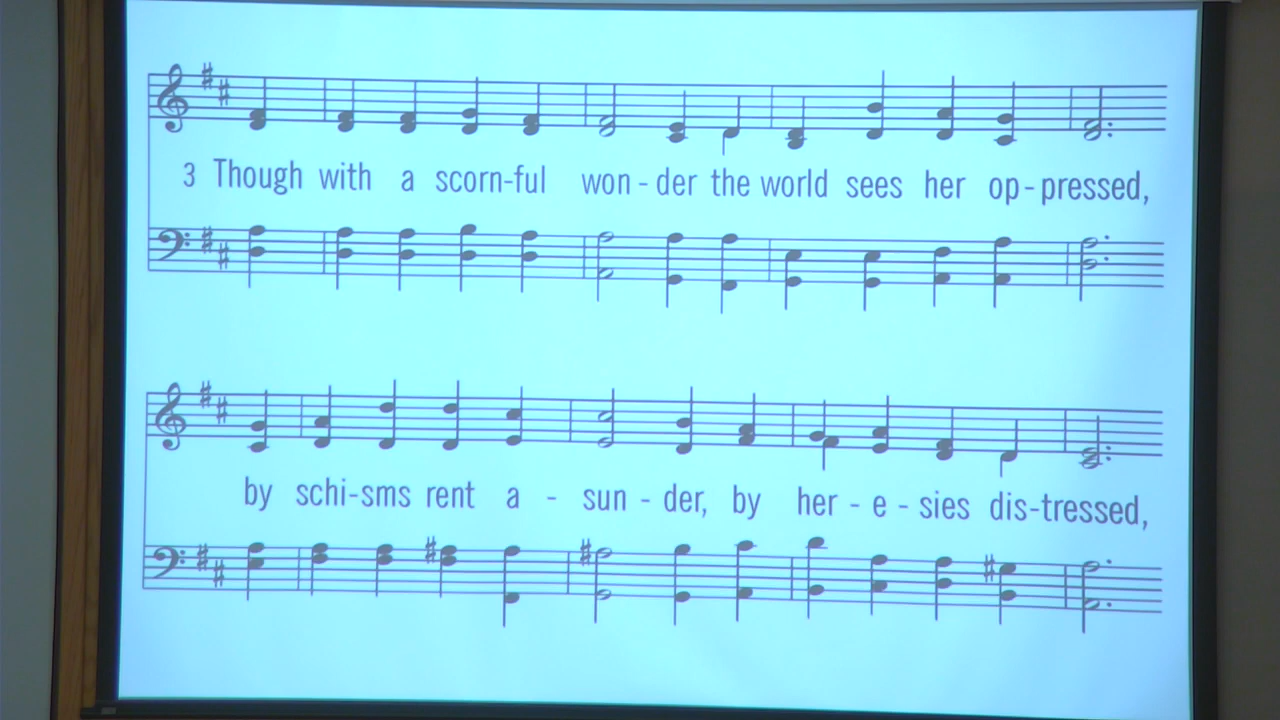 3 Though with a scorn-ful won - der the world sees her op - pressed,
by schi-sms rent a - sun - der, by her - e - sies dis-tressed,